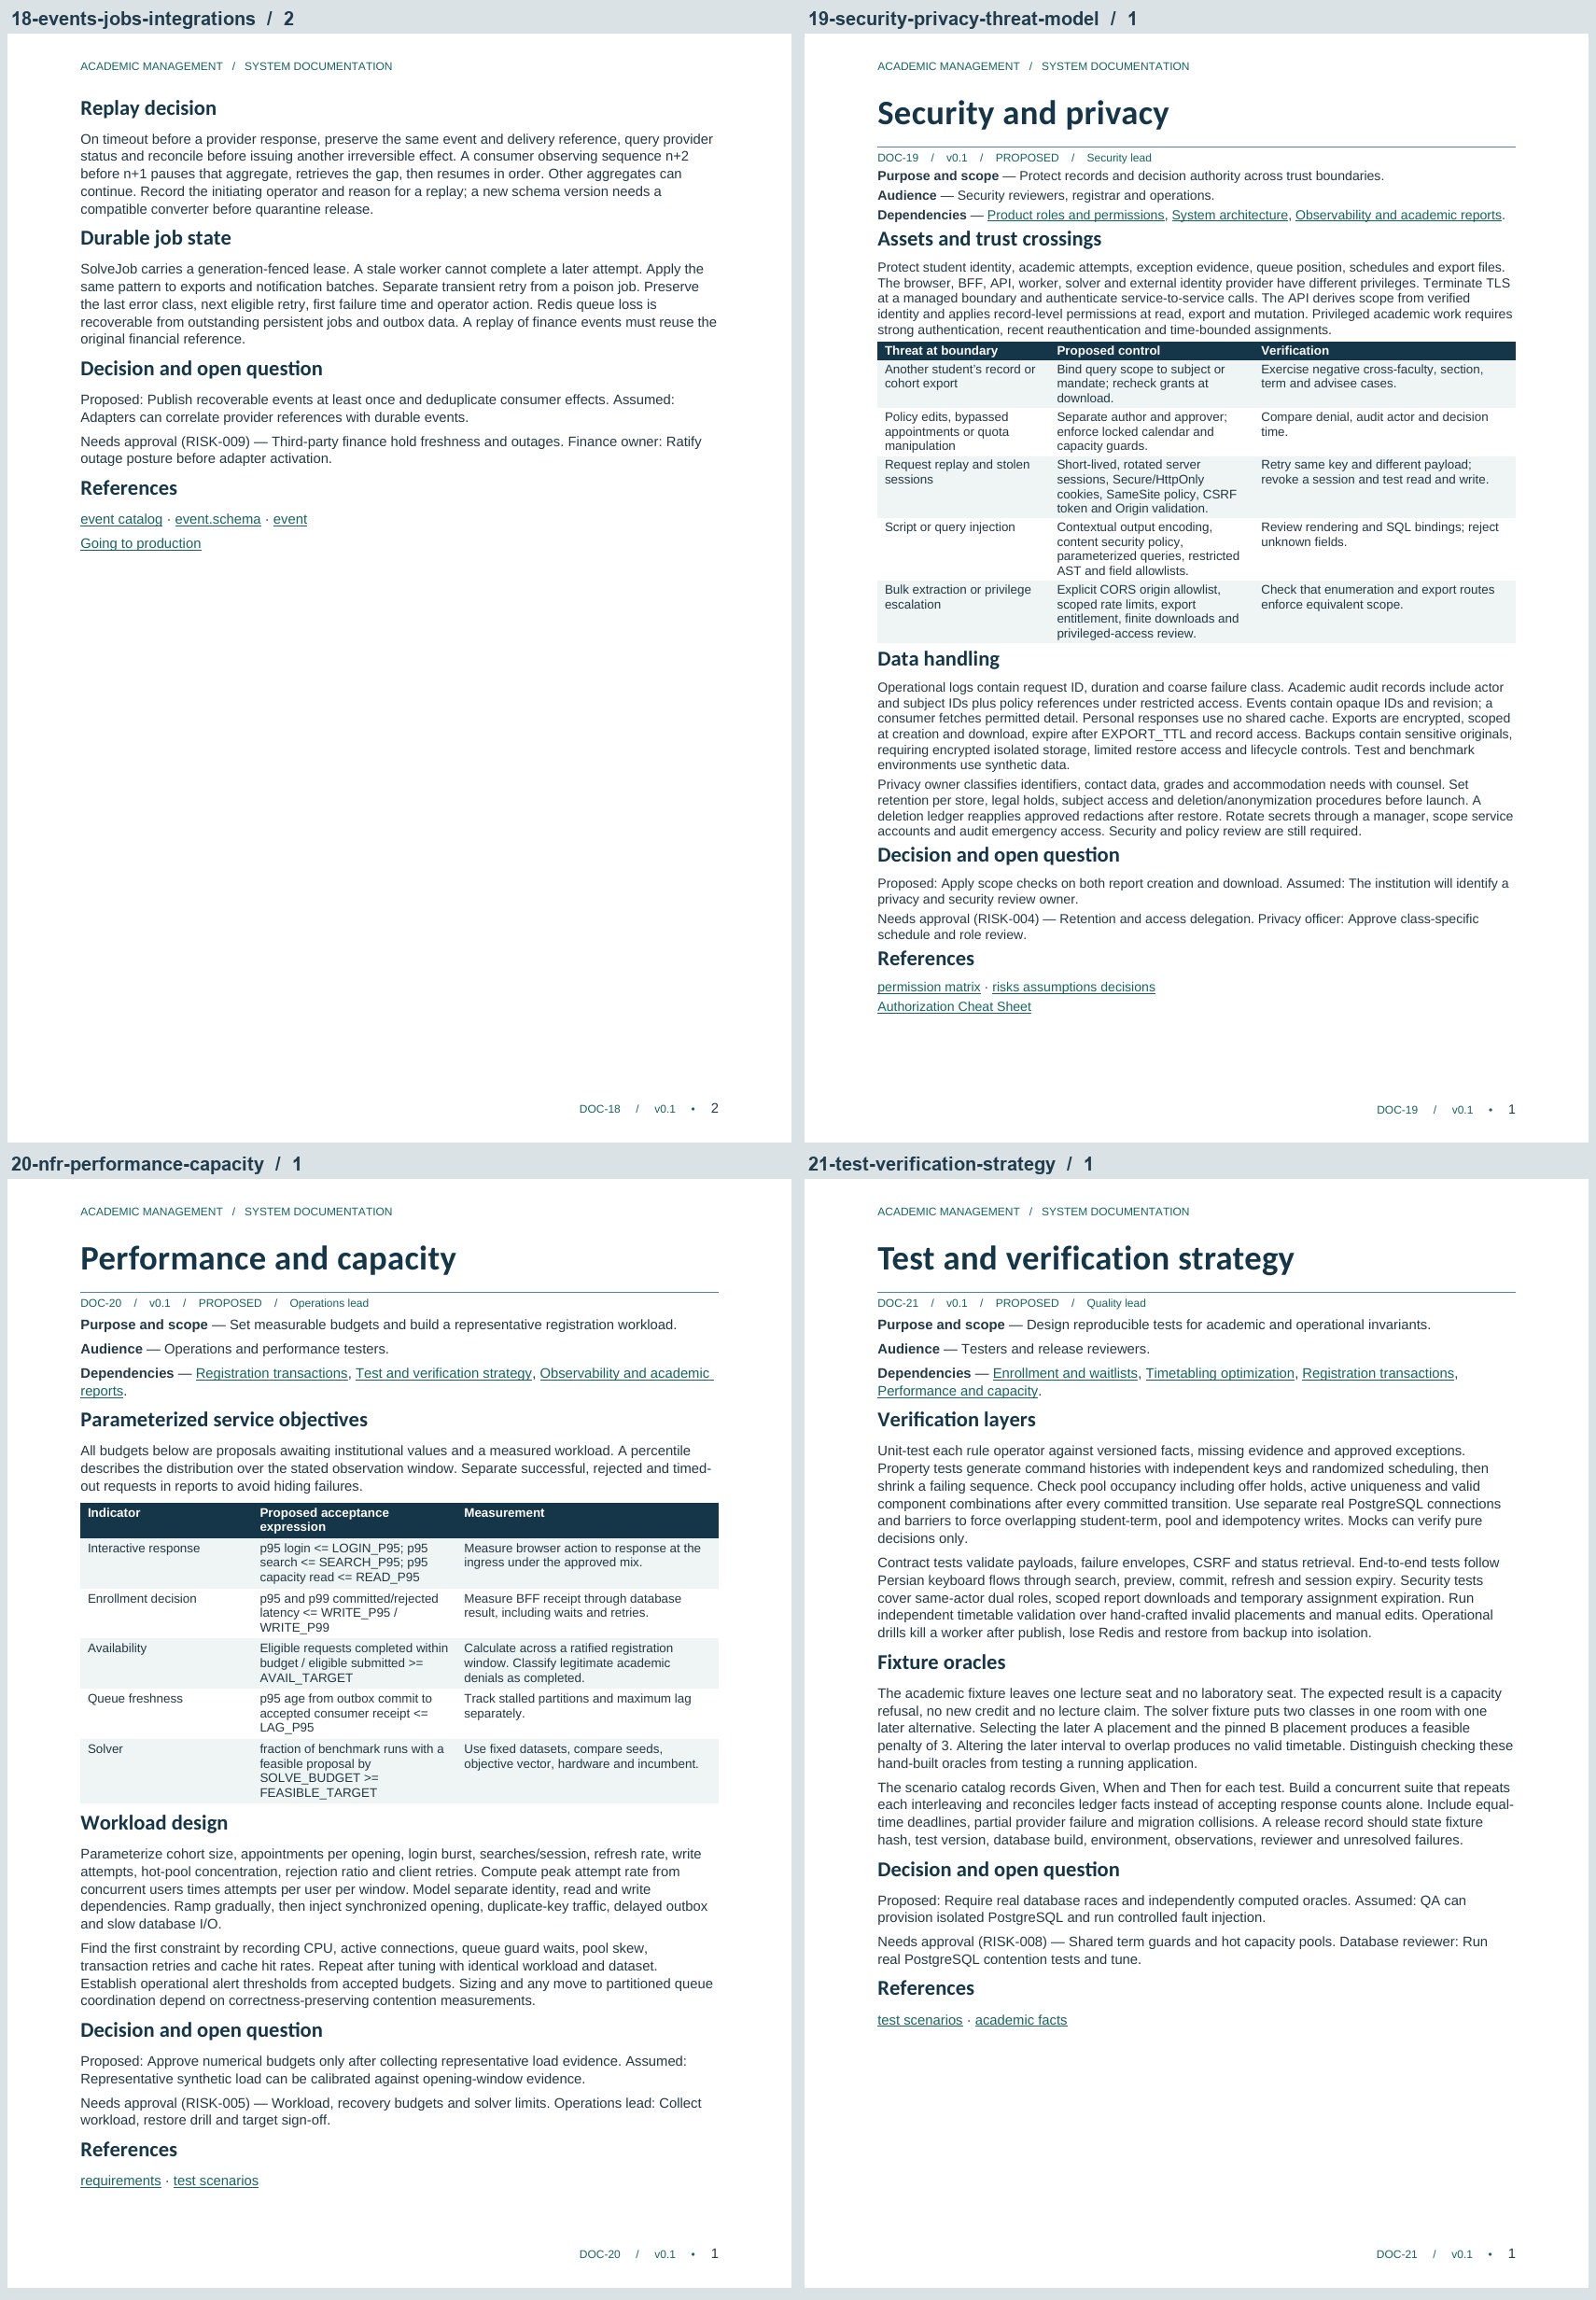 18-events-jobs-integrations / 2
ACADEMIC MANAGEMENT / SYSTEM DOCUMENTATION
Replay decision
On timeout before a provider response, preserve the same event and delivery reference, query provider
status and reconcile before issuing another irreversible effect. A consumer observing sequence n+2
before n+1 pauses that aggregate, retrieves the gap, then resumes in order. Other aggregates can
continue. Record the initiating operator and reason for a replay; a new schema version needs a
compatible converter before quarantine release.
Durable job state
SolveJob carries a generation-fenced lease. A stale worker cannot complete a later attempt. Apply the
same pattern to exports and notification batches. Separate transient retry from a poison job. Preserve
the last error class, next eligible retry, first failure time and operator action. Redis queue loss is
recoverable from outstanding persistent jobs and outbox data. A replay of finance events must reuse the
original financial reference.
Decision and open question
Proposed: Publish recoverable events at least once and deduplicate consumer effects. Assumed:
Adapters can correlate provider references with durable events.
Needs approval (RISK-009) — Third-party finance hold freshness and outages. Finance owner: Ratify
outage posture before adapter activation.
References
event catalog · event.schema · event
Going to production
DOC-18 / v0.1 • 2
19-security-privacy-threat-model / 1
ACADEMIC MANAGEMENT / SYSTEM DOCUMENTATION
Security and privacy
DOC-19 / v0.1 / PROPOSED / Security lead
Purpose and scope — Protect records and decision authority across trust boundaries.
Audience — Security reviewers, registrar and operations.
Dependencies — Product roles and permissions, System architecture, Observability and academic reports.
Assets and trust crossings
Protect student identity, academic attempts, exception evidence, queue position, schedules and export files.
The browser, BFF, API, worker, solver and external identity provider have different privileges. Terminate TLS
at a managed boundary and authenticate service-to-service calls. The API derives scope from verified
identity and applies record-level permissions at read, export and mutation. Privileged academic work requires
strong authentication, recent reauthentication and time-bounded assignments.
Threat at boundary Proposed control Verification
Another student's record or Bind query scope to subject or Exercise negative cross-faculty, section,
cohort export mandate; recheck grants at term and advisee cases.
download.
Policy edits, bypassed Separate author and approver; Compare denial, audit actor and decision
appointments or quota enforce locked calendar and time.
manipulation capacity guards.
Request replay and stolen Short-lived, rotated server Retry same key and different payload;
sessions sessions, Secure/HttpOnly revoke a session and test read and write.
cookies, SameSite policy, CSRF
token and Origin validation.
Script or query injection Contextual output encoding, Review rendering and SQL bindings; reject
content security policy, unknown fields.
parameterized queries, restricted
AST and field allowlists.
Bulk extraction or privilege Explicit CORS origin allowlist, Check that enumeration and export routes
escalation scoped rate limits, export enforce equivalent scope.
entitlement, finite downloads and
privileged-access review.
Data handling
Operational logs contain request ID, duration and coarse failure class. Academic audit records include actor
and subject IDs plus policy references under restricted access. Events contain opaque IDs and revision; a
consumer fetches permitted detail. Personal responses use no shared cache. Exports are encrypted, scoped
at creation and download, expire after EXPORT_TTL and record access. Backups contain sensitive originals,
requiring encrypted isolated storage, limited restore access and lifecycle controls. Test and benchmark
environments use synthetic data.
Privacy owner classifies identifiers, contact data, grades and accommodation needs with counsel. Set
retention per store, legal holds, subject access and deletion/anonymization procedures before launch. A
deletion ledger reapplies approved redactions after restore. Rotate secrets through a manager, scope service
accounts and audit emergency access. Security and policy review are still required.
Decision and open question
Proposed: Apply scope checks on both report creation and download. Assumed: The institution will identify a
privacy and security review owner.
Needs approval (RISK-004) — Retention and access delegation. Privacy officer: Approve class-specific
schedule and role review.
References
permission matrix · risks assumptions decisions
Authorization Cheat Sheet
DOC-19 / v0.1 • 1
20-nfr-performance-capacity / 1
ACADEMIC MANAGEMENT / SYSTEM DOCUMENTATION
Performance and capacity
DOC-20 / v0.1 / PROPOSED / Operations lead
Purpose and scope — Set measurable budgets and build a representative registration workload.
Audience — Operations and performance testers.
Dependencies — Registration transactions, Test and verification strategy, Observability and academic
reports.
Parameterized service objectives
All budgets below are proposals awaiting institutional values and a measured workload. A percentile
describes the distribution over the stated observation window. Separate successful, rejected and timed-
out requests in reports to avoid hiding failures.
Indicator Proposed acceptance Measurement
expression
Interactive response p95 login <= LOGIN_P95; p95 Measure browser action to response at the
search <= SEARCH_P95; p95 ingress under the approved mix.
capacity read <= READ_P95
Enrollment decision p95 and p99 committed/rejected Measure BFF receipt through database
latency <= WRITE_P95 / result, including waits and retries.
WRITE_P99
Availability Eligible requests completed within Calculate across a ratified registration
budget / eligible submitted >= window. Classify legitimate academic
AVAIL_TARGET denials as completed.
Queue freshness p95 age from outbox commit to Track stalled partitions and maximum lag
accepted consumer receipt <= separately.
LAG_P95
Solver fraction of benchmark runs with a Use fixed datasets, compare seeds,
feasible proposal by objective vector, hardware and incumbent.
SOLVE_BUDGET >=
FEASIBLE_TARGET
Workload design
Parameterize cohort size, appointments per opening, login burst, searches/session, refresh rate, write
attempts, hot-pool concentration, rejection ratio and client retries. Compute peak attempt rate from
concurrent users times attempts per user per window. Model separate identity, read and write
dependencies. Ramp gradually, then inject synchronized opening, duplicate-key traffic, delayed outbox
and slow database I/O.
Find the first constraint by recording CPU, active connections, queue guard waits, pool skew,
transaction retries and cache hit rates. Repeat after tuning with identical workload and dataset.
Establish operational alert thresholds from accepted budgets. Sizing and any move to partitioned queue
coordination depend on correctness-preserving contention measurements.
Decision and open question
Proposed: Approve numerical budgets only after collecting representative load evidence. Assumed:
Representative synthetic load can be calibrated against opening-window evidence.
Needs approval (RISK-005) — Workload, recovery budgets and solver limits. Operations lead: Collect
workload, restore drill and target sign-off.
References
requirements · test scenarios
DOC-20 / v0.1 • 1
21-test-verification-strategy / 1
ACADEMIC MANAGEMENT / SYSTEM DOCUMENTATION
Test and verification strategy
DOC-21 / v0.1 / PROPOSED / Quality lead
Purpose and scope — Design reproducible tests for academic and operational invariants.
Audience — Testers and release reviewers.
Dependencies — Enrollment and waitlists, Timetabling optimization, Registration transactions,
Performance and capacity.
Verification layers
Unit-test each rule operator against versioned facts, missing evidence and approved exceptions.
Property tests generate command histories with independent keys and randomized scheduling, then
shrink a failing sequence. Check pool occupancy including offer holds, active uniqueness and valid
component combinations after every committed transition. Use separate real PostgreSQL connections
and barriers to force overlapping student-term, pool and idempotency writes. Mocks can verify pure
decisions only.
Contract tests validate payloads, failure envelopes, CSRF and status retrieval. End-to-end tests follow
Persian keyboard flows through search, preview, commit, refresh and session expiry. Security tests
cover same-actor dual roles, scoped report downloads and temporary assignment expiration. Run
independent timetable validation over hand-crafted invalid placements and manual edits. Operational
drills kill a worker after publish, lose Redis and restore from backup into isolation.
Fixture oracles
The academic fixture leaves one lecture seat and no laboratory seat. The expected result is a capacity
refusal, no new credit and no lecture claim. The solver fixture puts two classes in one room with one
later alternative. Selecting the later A placement and the pinned B placement produces a feasible
penalty of 3. Altering the later interval to overlap produces no valid timetable. Distinguish checking these
hand-built oracles from testing a running application.
The scenario catalog records Given, When and Then for each test. Build a concurrent suite that repeats
each interleaving and reconciles ledger facts instead of accepting response counts alone. Include equal-
time deadlines, partial provider failure and migration collisions. A release record should state fixture
hash, test version, database build, environment, observations, reviewer and unresolved failures.
Decision and open question
Proposed: Require real database races and independently computed oracles. Assumed: QA can
provision isolated PostgreSQL and run controlled fault injection.
Needs approval (RISK-008) — Shared term guards and hot capacity pools. Database reviewer: Run
real PostgreSQL contention tests and tune.
References
test scenarios · academic facts
DOC-21 / v0.1 • 1